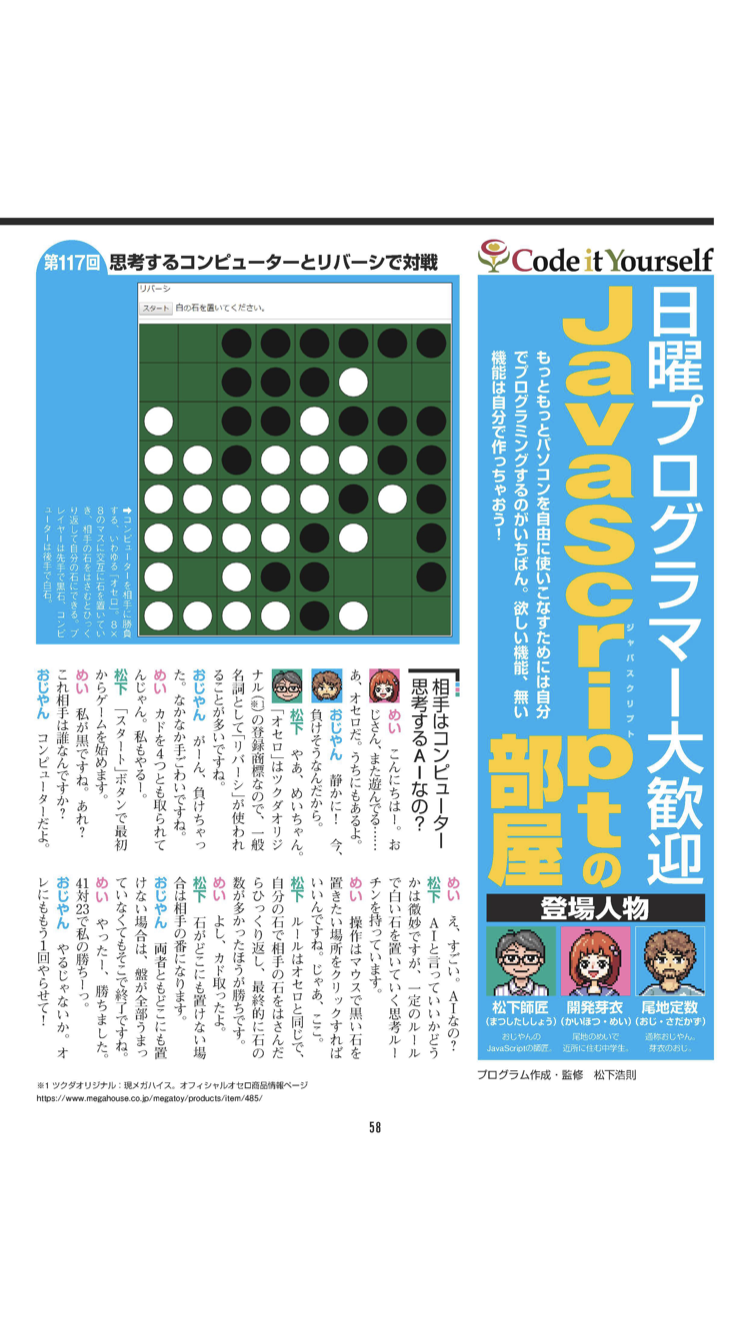 Code it Yourself
日曜プログラマー大歓迎
JavaScriptの
ジャバスクリプト
部屋
もっともっとパソコンを自由に使いこなすためには自分
でプログラミングするのがいちばん。欲しい機能、無い
機能は自分で作っちゃおう！
登場人物
松下師匠
（まつしたししょう）
おじやんの
JavaScriptの師匠。
開発芽衣
（かいはつ・めい）
尾地のめいで
近所に住む中学生。
尾地定数
（おじ・さだかず）
通称おじやん。
芽衣のおじ。
プログラム作成・監修　松下浩則
第117回
思考するコンピューターとリバーシで対戦
リバーシ
スタート
白の石を置いてください。
➡コンピューターを相手に勝負
する、いわゆる「オセロ」。8×
8のマスに交互に石を置いてい
き、相手の石をはさむとひっく
り返して自分の石にできる。プ
レイヤーは先手で黒石、コンピ
ューターは後手で白石。
相手はコンピューター
思考するAIなの？
めい　こんにちはー。お
じさん、また遊んでる……
あ、オセロだ。うちにもあるよ。
おじやん　静かに！　今、
負けそうなんだから。
松下　やあ、めいちゃん。
「オセロ」はツクダオリジ
ナル（※1）の登録商標なので、一般
名詞として「リバーシ」が使われ
ることが多いですね。
おじやん　がーん、負けちゃっ
た。なかなか手ごわいですね。
めい　カドを4つとも取られて
んじゃん。私もやるー。
松下　「スタート」ボタンで最初
からゲームを始めます。
めい　私が黒ですね。あれ？
これ相手は誰なんですか？
おじやん　コンピューターだよ。
めい　え、すごい。AIなの？
松下　AIと言っていいかどう
かは微妙ですが、一定のルール
で白い石を置いていく思考ルー
チンを持っています。
めい　操作はマウスで黒い石を
置きたい場所をクリックすれば
いいんですね。じゃあ、ここ。
松下　ルールはオセロと同じで、
自分の石で相手の石をはさんだ
らひっくり返し、最終的に石の
数が多かったほうが勝ちです。
めい　よし、カド取ったよ。
松下　石がどこにも置けない場
合は相手の番になります。
おじやん　両者ともどこにも置
けない場合は、盤が全部うまっ
ていなくてもそこで終了ですね。
めい　やったー、勝ちました。
41対23で私の勝ちーっ。
おじやん　やるじゃないか。オ
レにももう1回やらせて！
※1 ツクダオリジナル：現メガハウス。オフィシャルオセロ商品情報ページ
https://www.megahouse.co.jp/megatoy/products/item/485/
58